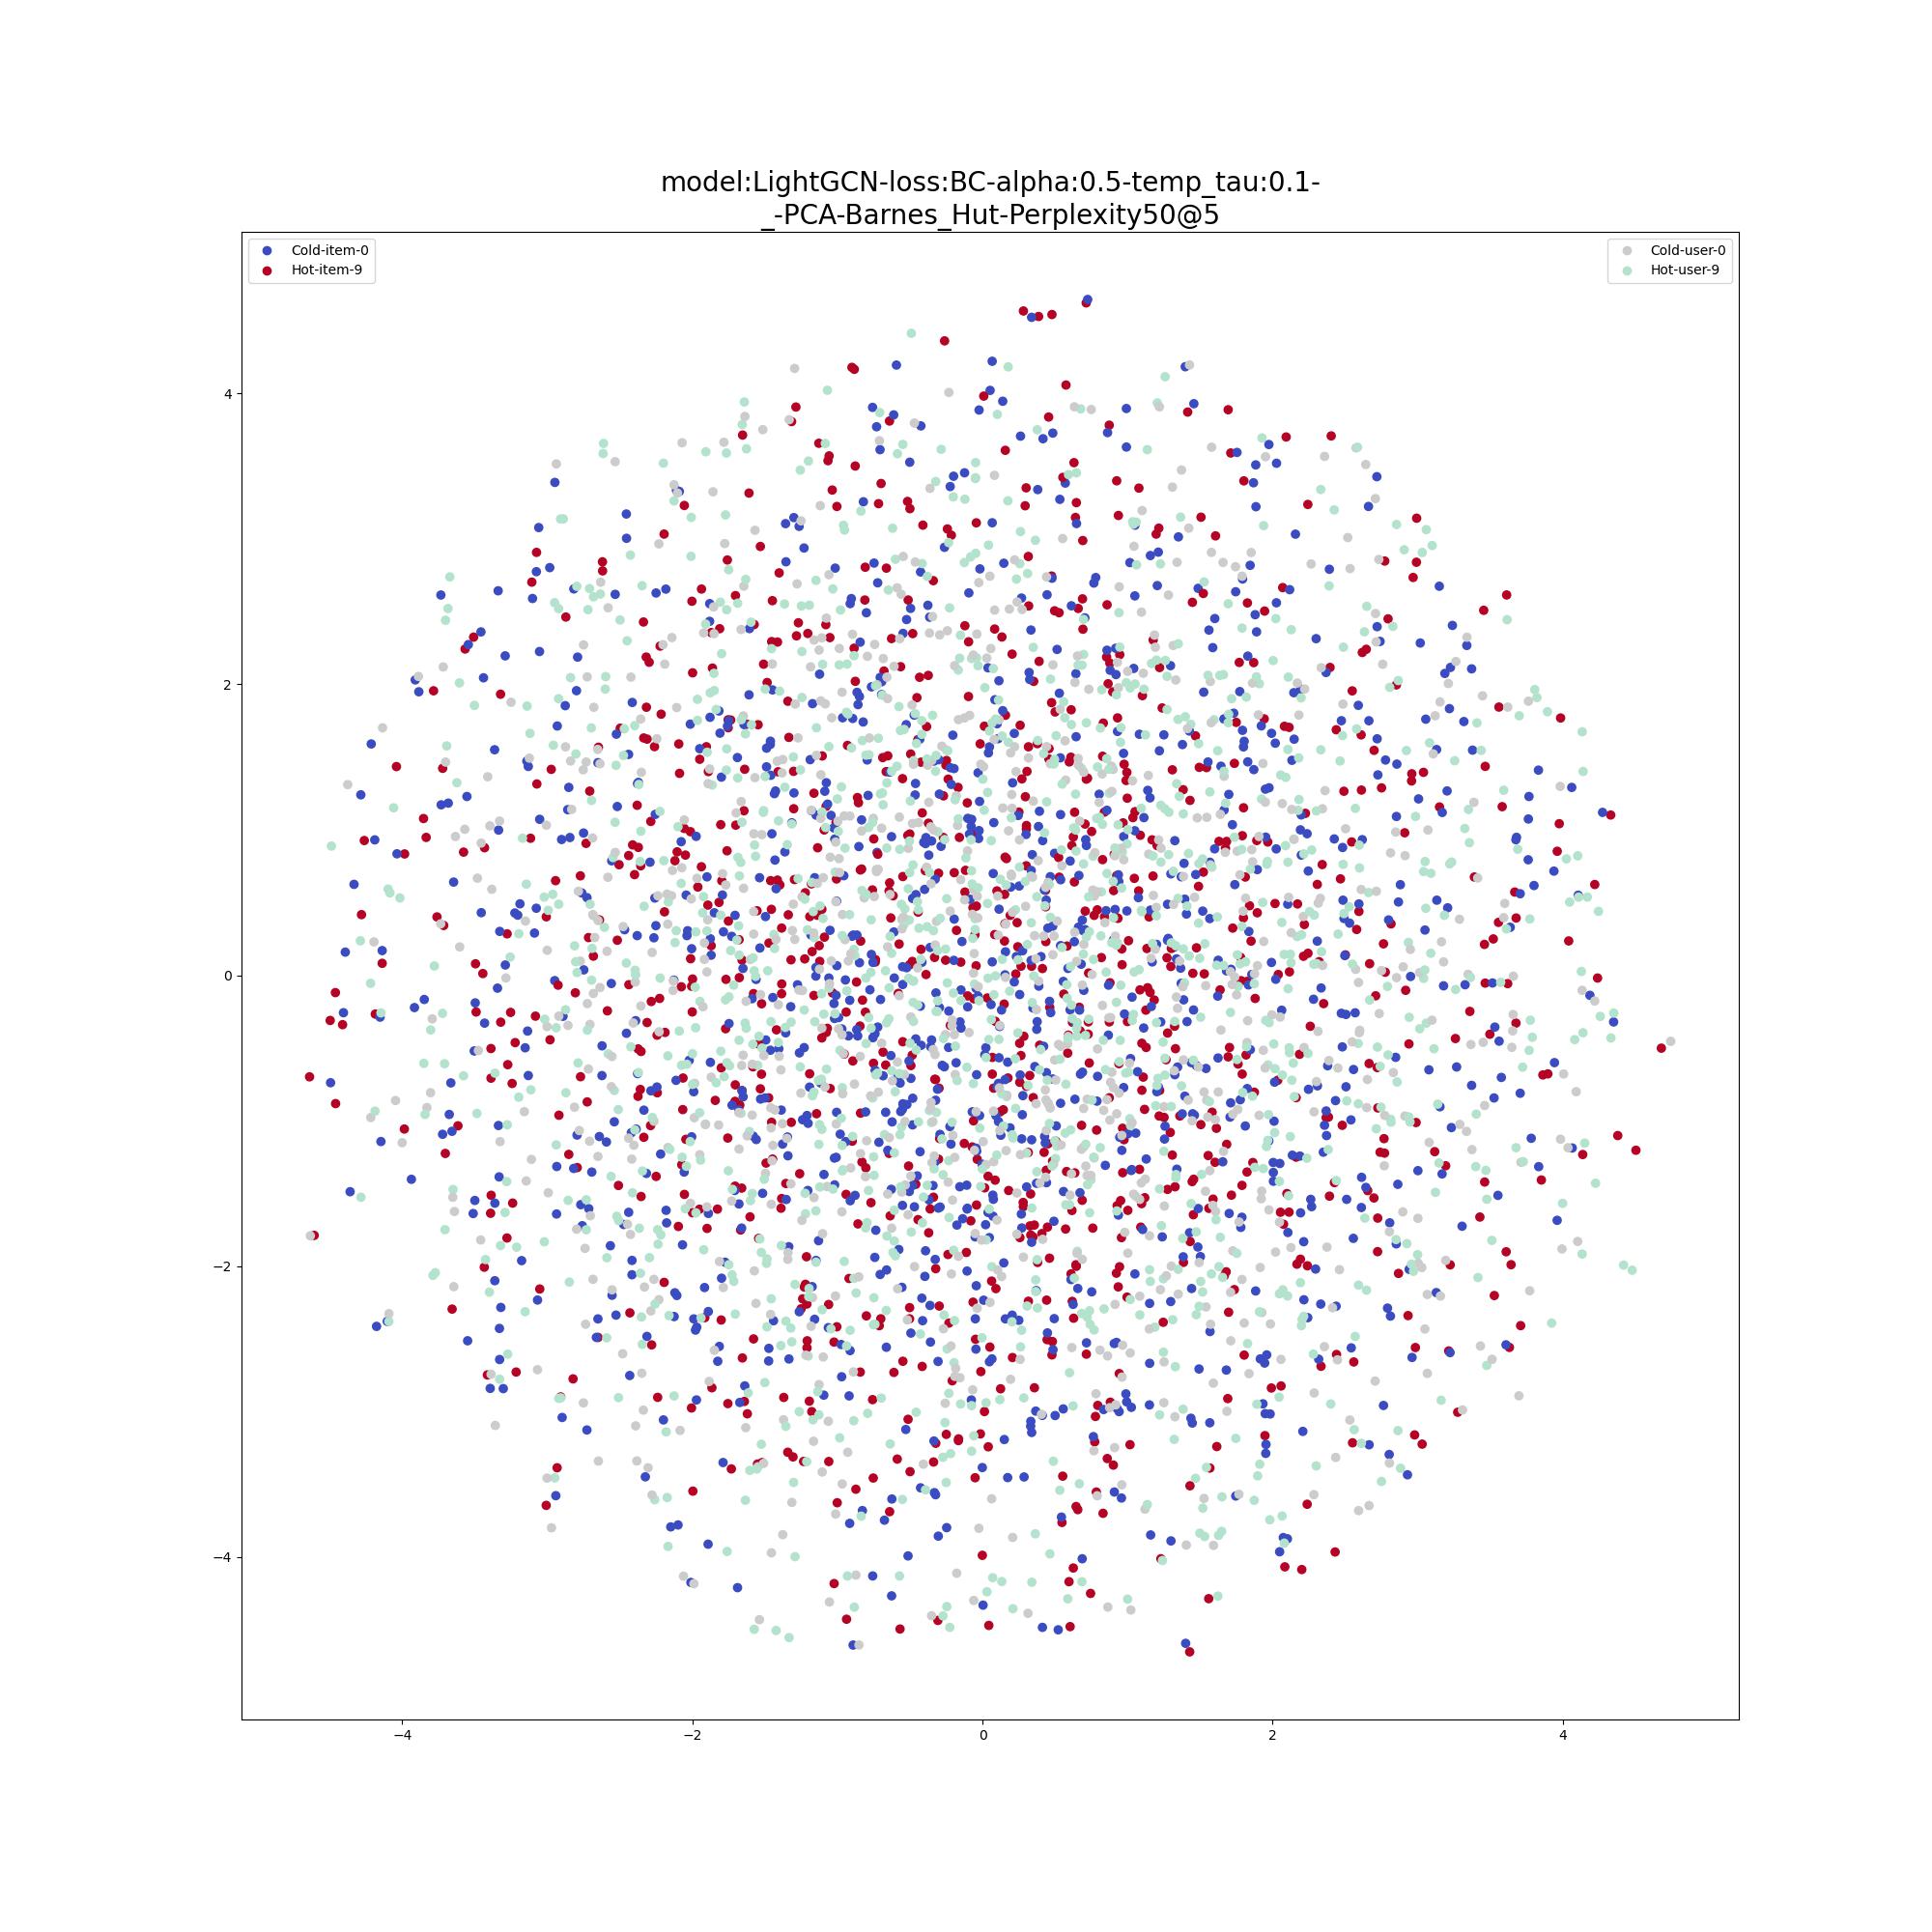 model:LightGCN-loss:BC-alpha:0.5-temp_tau:0.1-
_-PCA-Barnes_Hut-Perplexity50@5
Cold-item-0
Hot-item-9
Cold-user-0
Hot-user-9
4
2
0
−2
−4
−4
−2
0
2
4